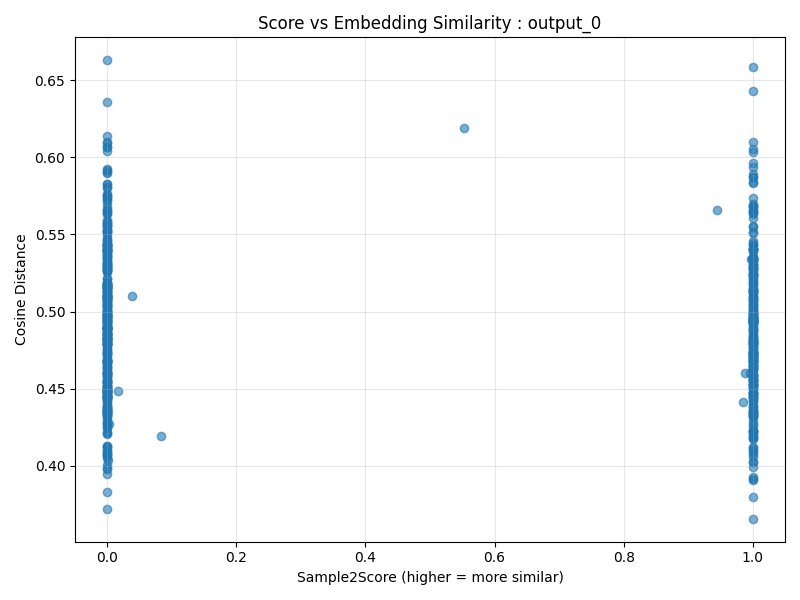 Score vs Embedding Similarity : output_0
Cosine Distance
0.65
0.60
0.55
0.50
0.45
0.40
0.0 0.2 0.4 0.6 0.8 1.0
Sample2Score (higher = more similar)